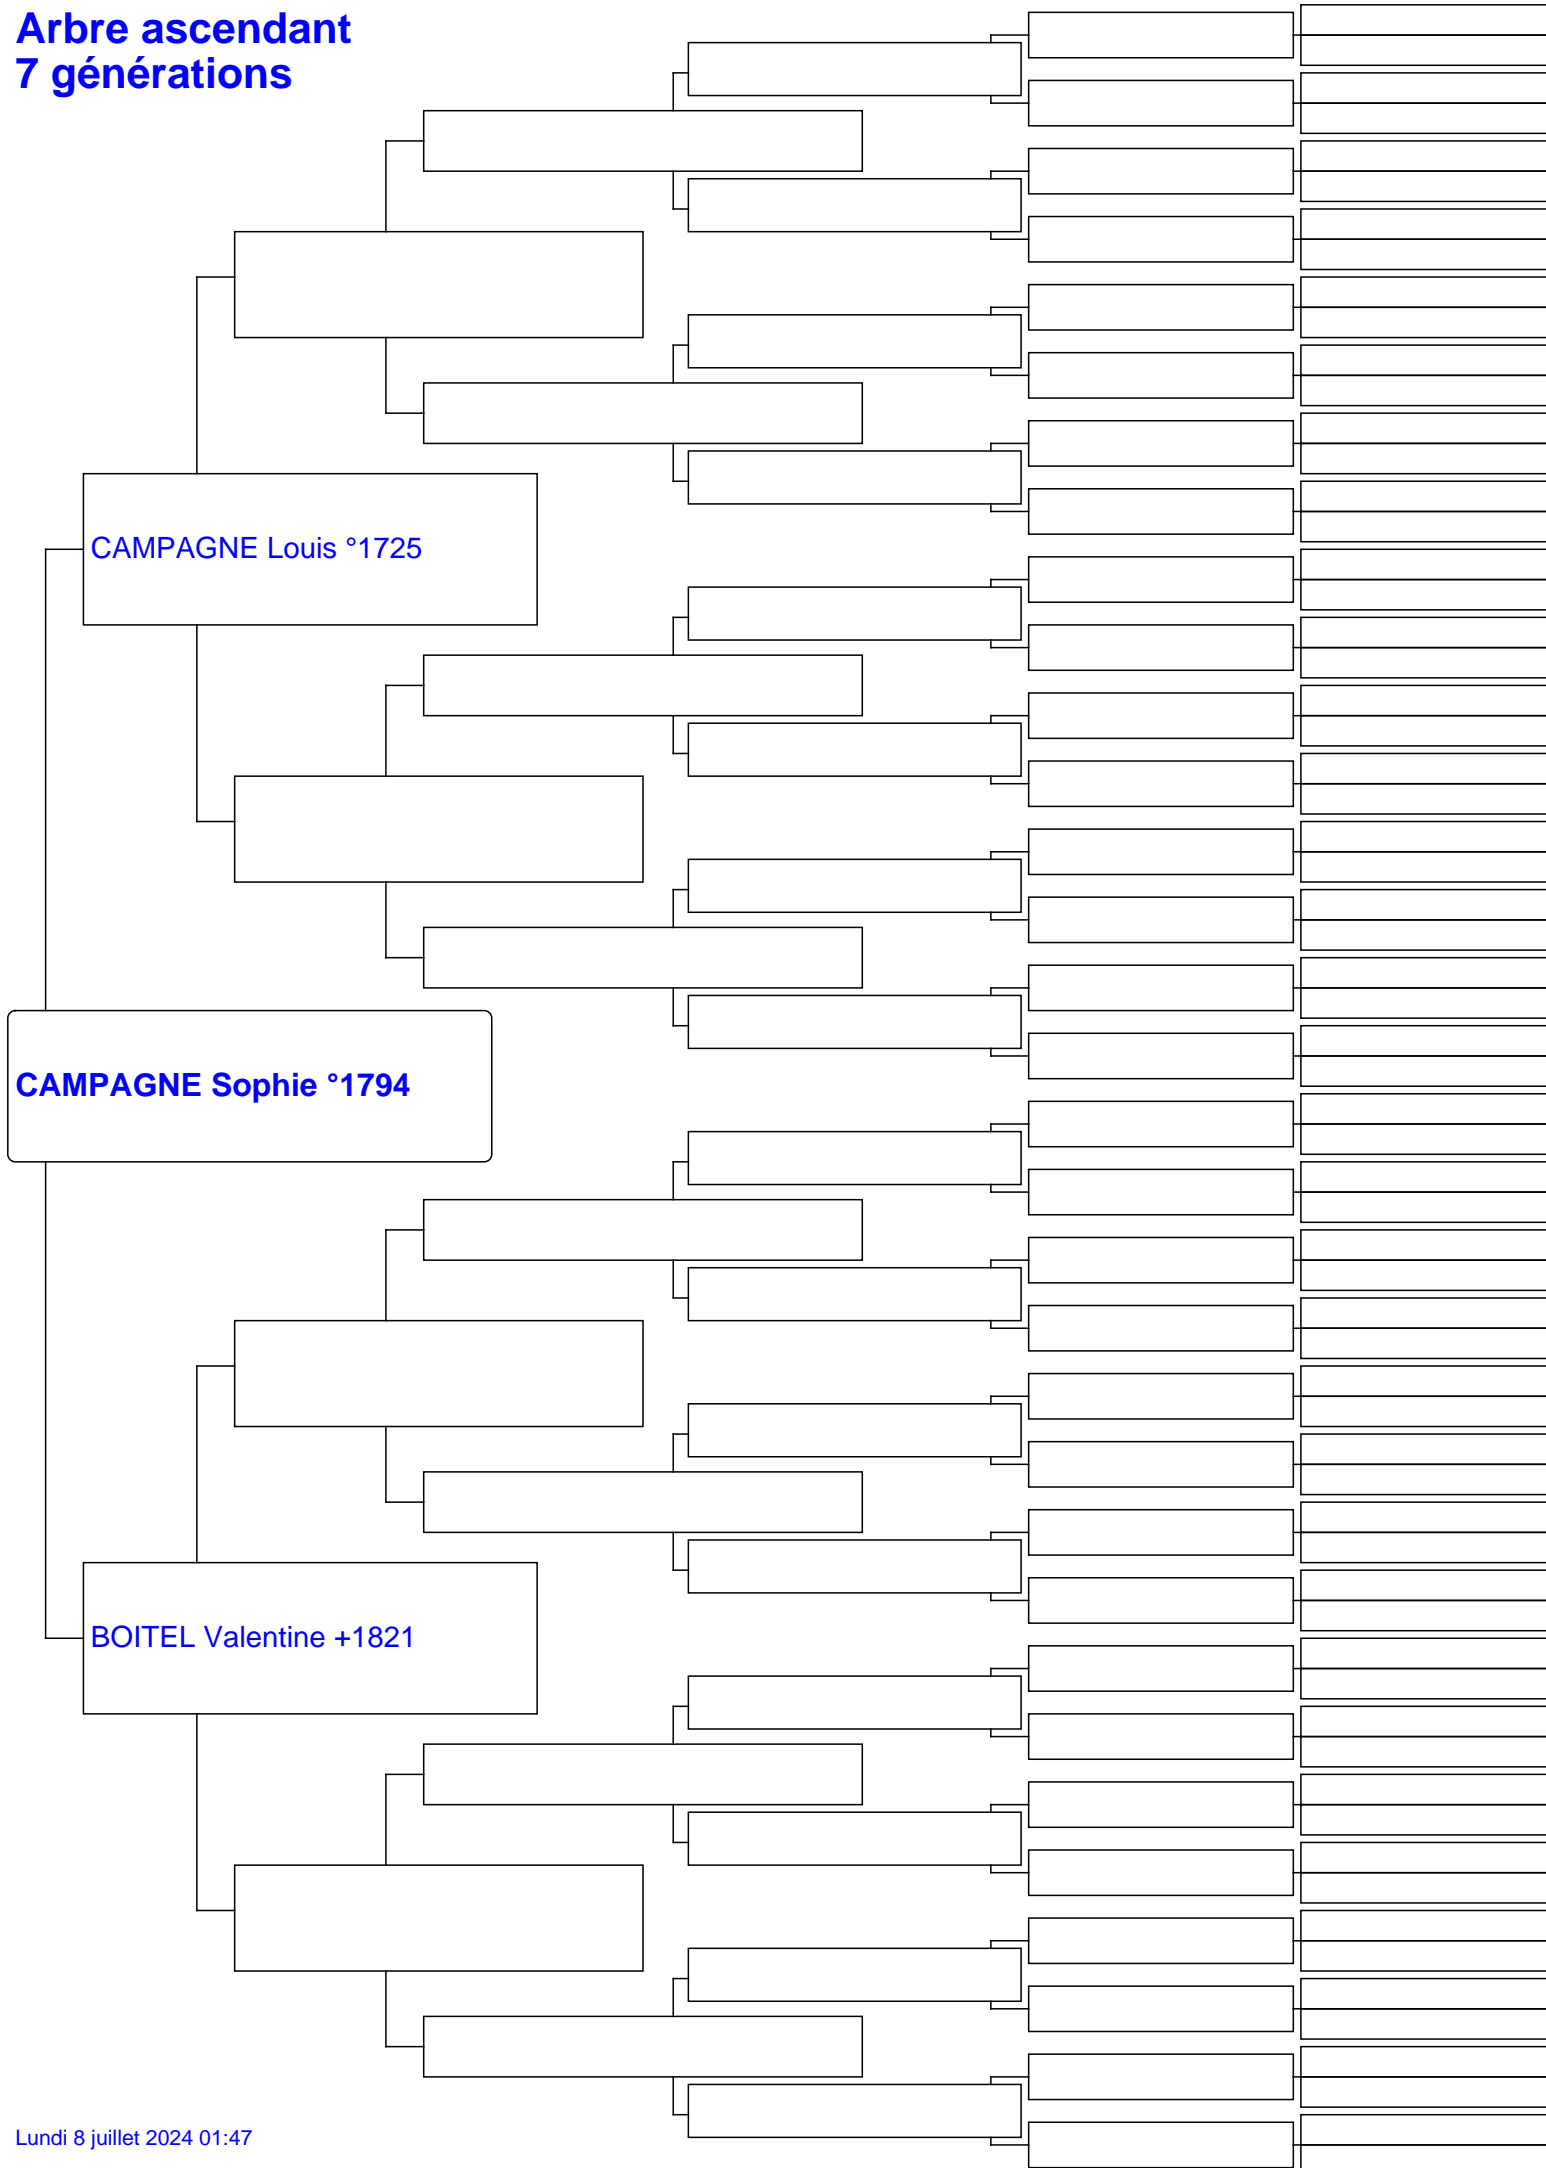 Arbre ascendant
7 générations
CAMPAGNE Louis °1725
CAMPAGNE Sophie °1794
BOITEL Valentine +1821
Lundi 8 juillet 2024 01:47